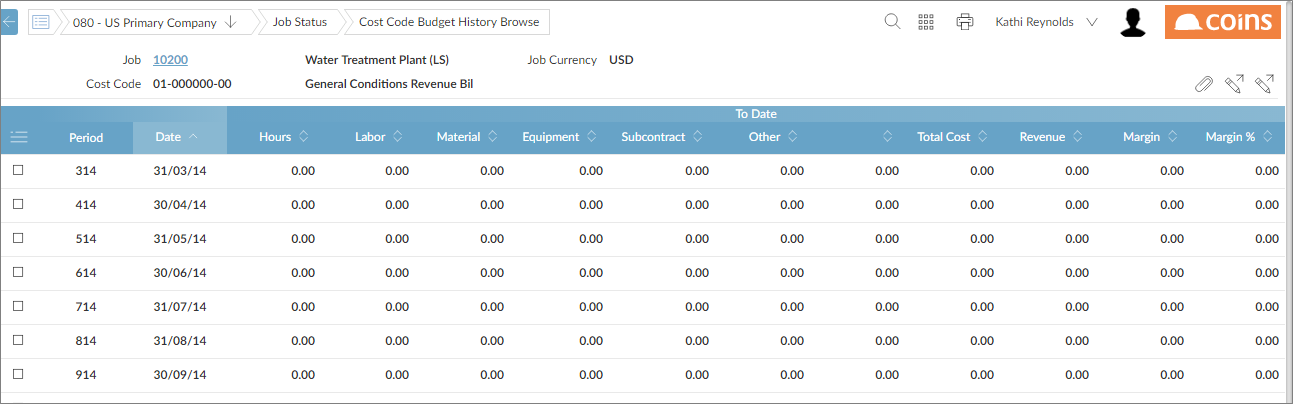 080 - US Primary Company Job Status Cost Code Budget History Browse Kathi Reynolds coins
Job 10200 Water Treatment Plant (LS) Job Currency USD
Cost Code 01-000000-00 General Conditions Revenue Bil
To Date
Period Date Hours Labor Material Equipment Subcontract Other Total Cost Revenue Margin Margin %
314 31/03/14 0.00 0.00 0.00 0.00 0.00 0.00 0.00 0.00 0.00 0.00 0.00
414 30/04/14 0.00 0.00 0.00 0.00 0.00 0.00 0.00 0.00 0.00 0.00 0.00
514 31/05/14 0.00 0.00 0.00 0.00 0.00 0.00 0.00 0.00 0.00 0.00 0.00
614 30/06/14 0.00 0.00 0.00 0.00 0.00 0.00 0.00 0.00 0.00 0.00 0.00
714 31/07/14 0.00 0.00 0.00 0.00 0.00 0.00 0.00 0.00 0.00 0.00 0.00
814 31/08/14 0.00 0.00 0.00 0.00 0.00 0.00 0.00 0.00 0.00 0.00 0.00
914 30/09/14 0.00 0.00 0.00 0.00 0.00 0.00 0.00 0.00 0.00 0.00 0.00